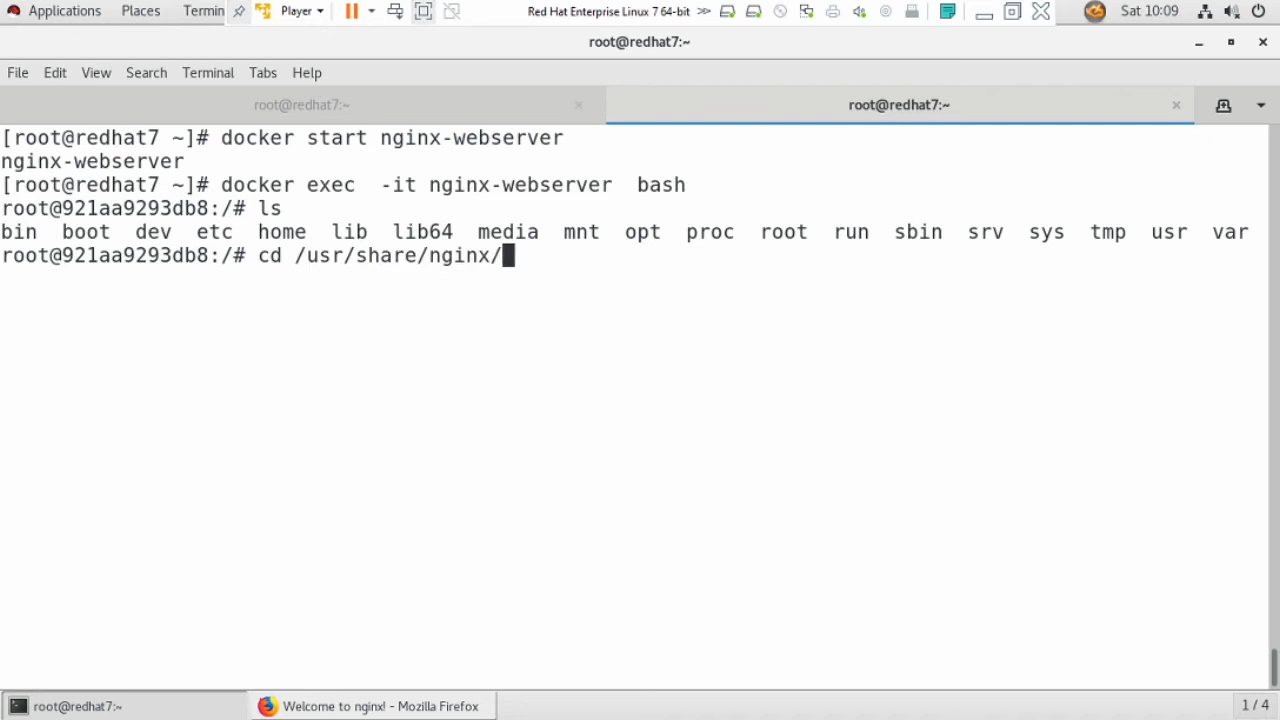 Applications Places Termin Player Red Hat Enterprise Linux 7 64-bit Sat 10:09
root@redhat7:~
File Edit View Search Terminal Tabs Help
root@redhat7:~ root@redhat7:~
[root@redhat7 ~]# docker start nginx-webserver
nginx-webserver
[root@redhat7 ~]# docker exec  -it nginx-webserver  bash
root@921aa9293db8:/# ls
bin  boot  dev  etc  home  lib  lib64  media  mnt  opt  proc  root  run  sbin  srv  sys  tmp  usr  var
root@921aa9293db8:/# cd /usr/share/nginx/
root@redhat7:~ Welcome to nginx! - Mozilla Firefox 1 / 4